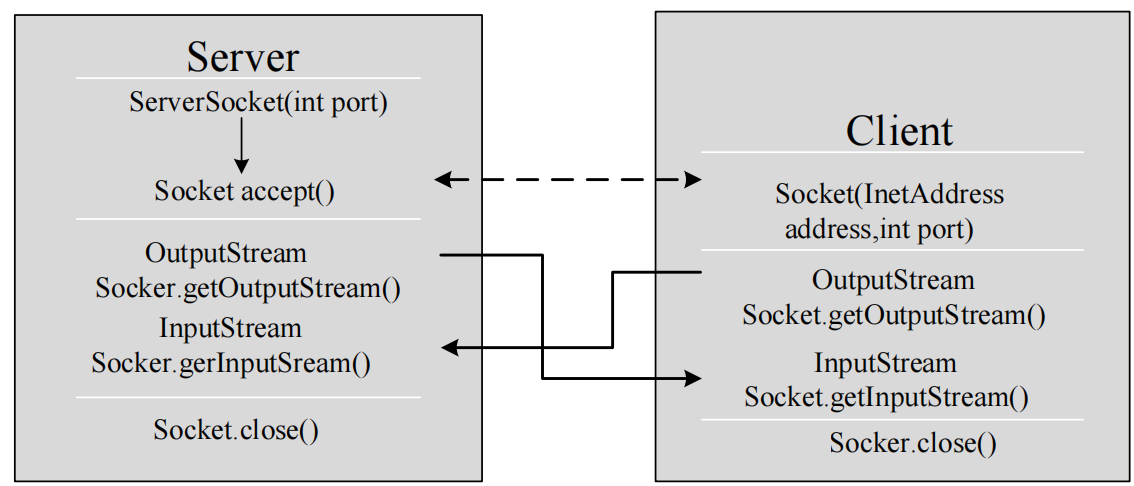 Server
ServerSocket(int port)
Socket accept()
OutputStream
Socker.getOutputStream()
InputStream
Socker.gerInputSream()
Socket.close()
Client
Socket(InetAddress
address,int port)
OutputStream
Socket.getOutputStream()
InputStream
Socket.getInputStream()
Socker.close()